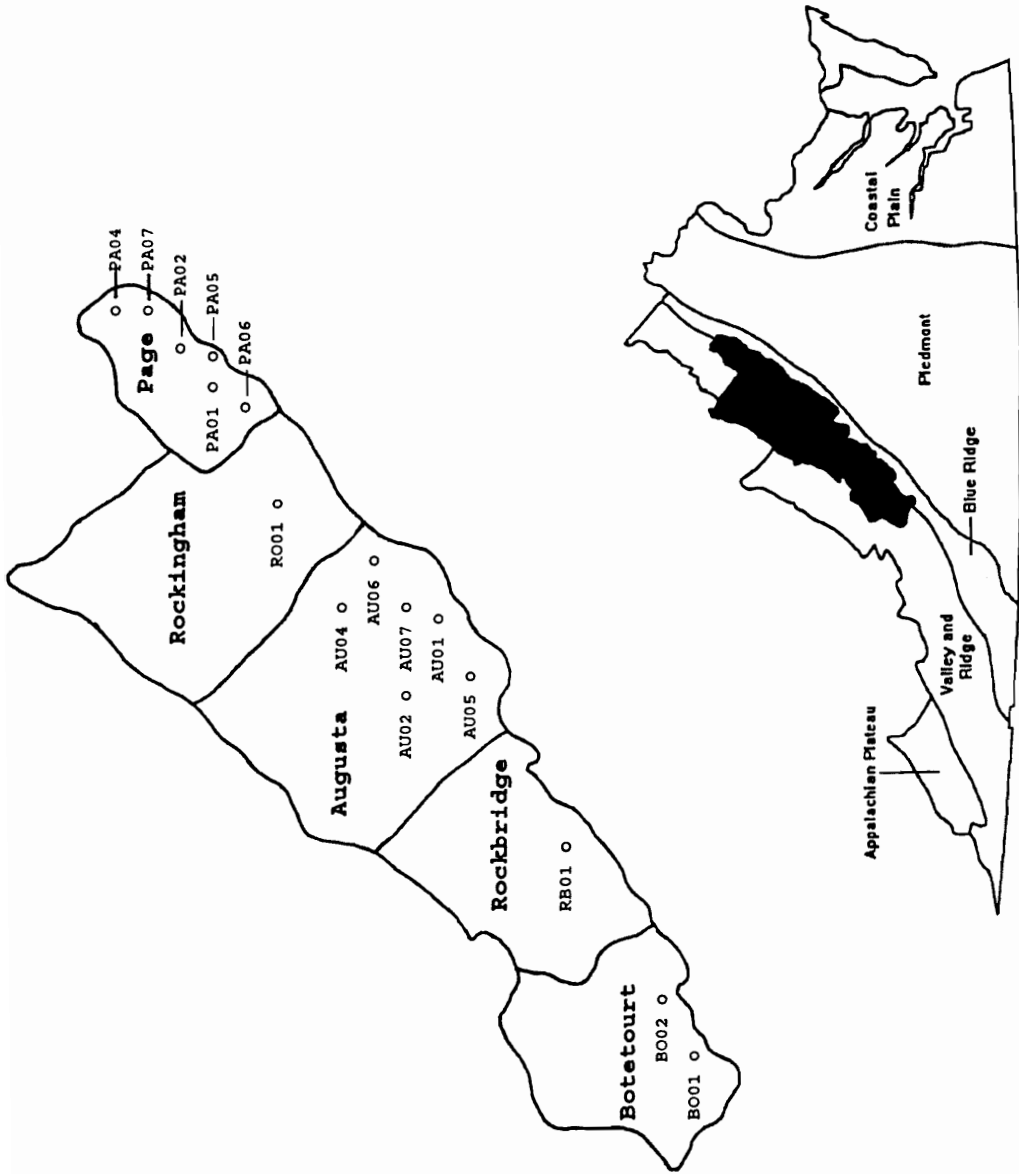 PA04
PA07
Page
PA02
PA05
PA01
PA06
Rockingham
RO01
Augusta
AU04
AU06
AU02
AU07
AU01
AU05
Rockbridge
RB01
Botetourt
BO02
BO01
Appalachian Plateau
Valley and
Ridge
Blue Ridge
Piedmont
Coastal
Plain